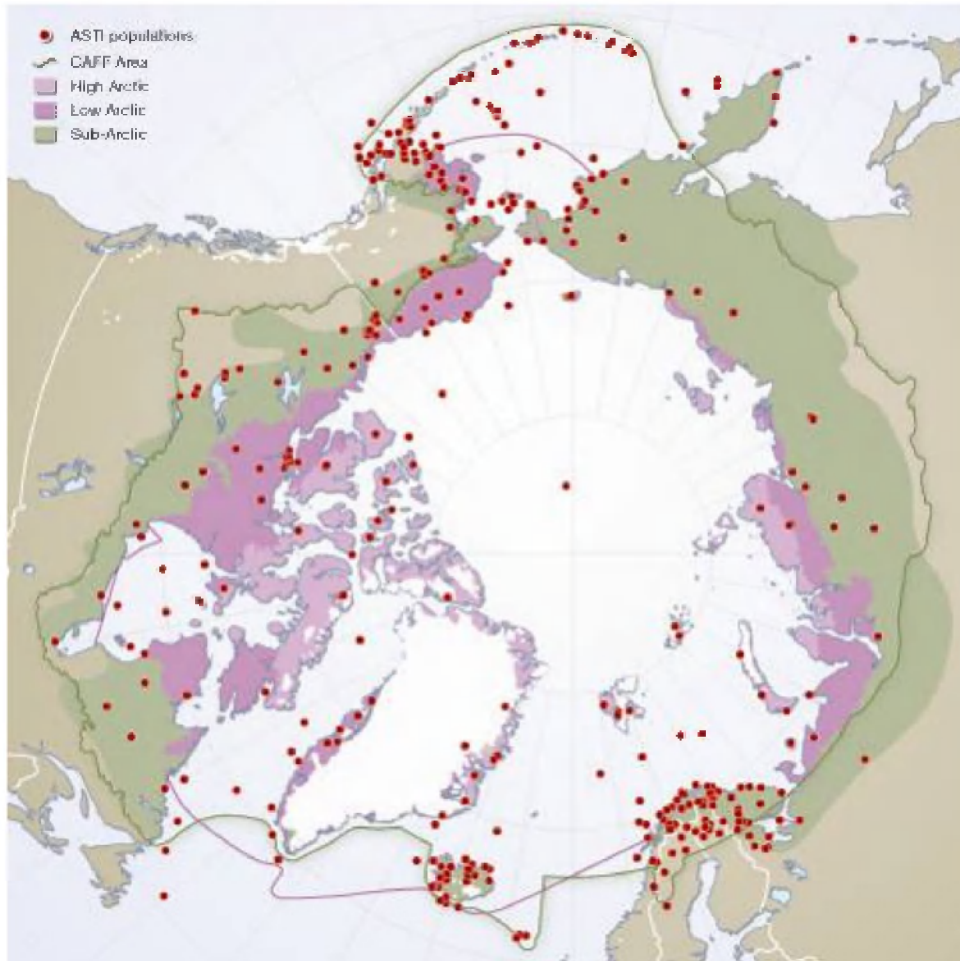 ASTI populations
CAFF Area
High Arctic
Low Arctic
Sub-Arctic